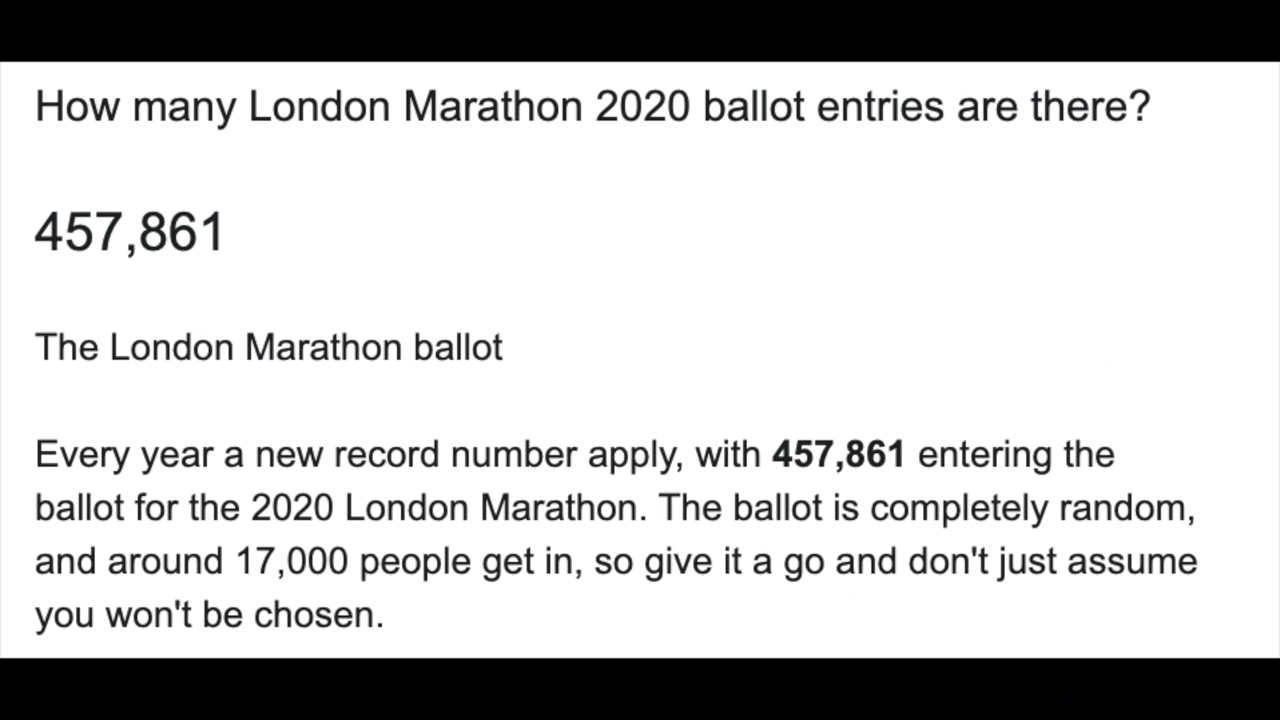 How many London Marathon 2020 ballot entries are there?
457,861
The London Marathon ballot
Every year a new record number apply, with 457,861 entering the
ballot for the 2020 London Marathon. The ballot is completely random,
and around 17,000 people get in, so give it a go and don't just assume
you won't be chosen.